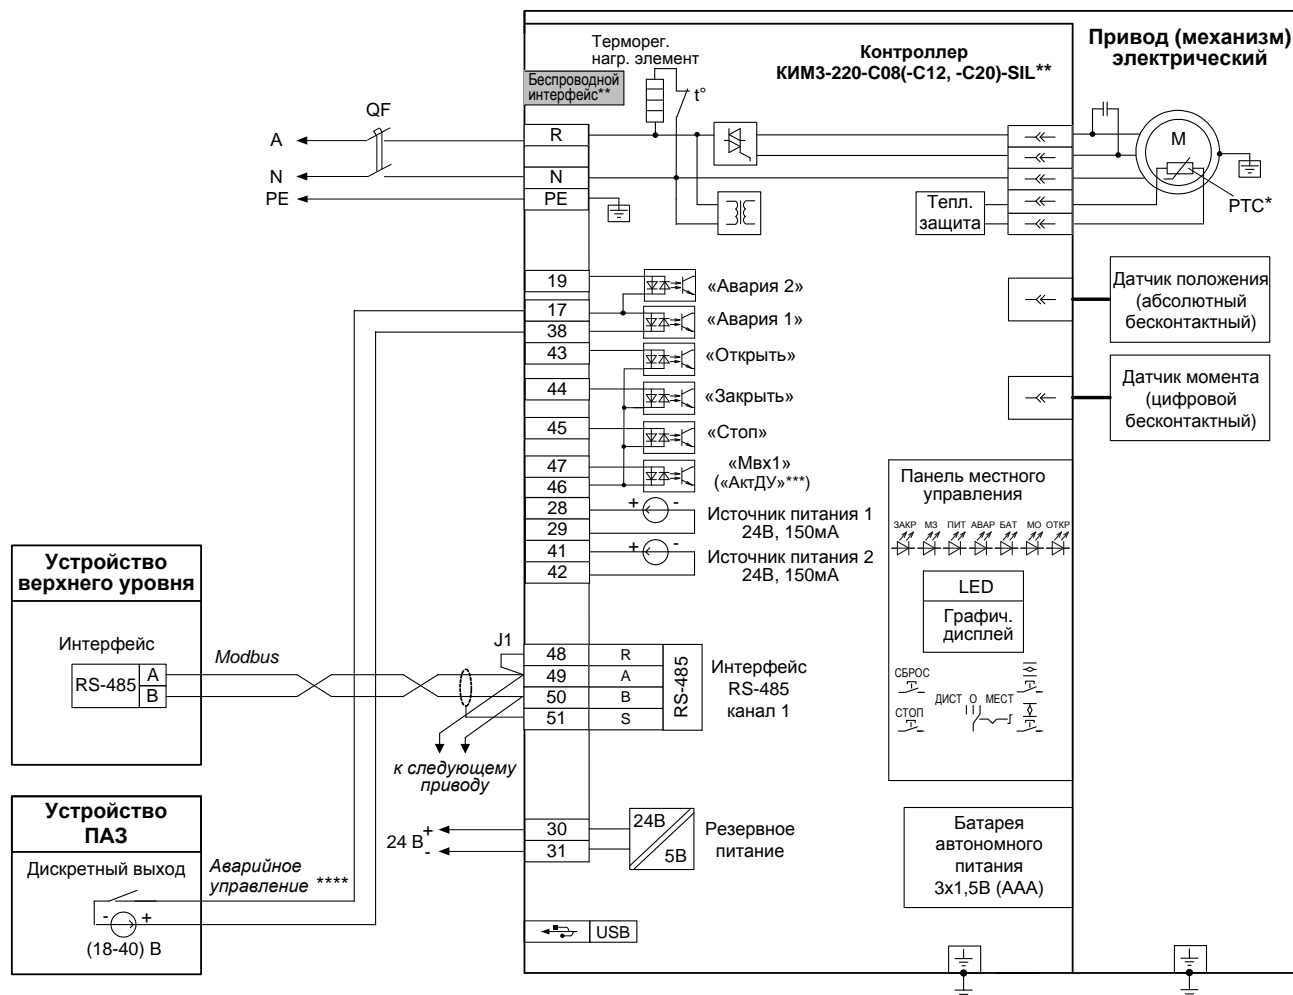 Терморег.
нагр. элемент
Контроллер
КИМ3-220-С08(-С12, -С20)-SIL**
Привод (механизм)
электрический
Беспроводной
интерфейс**
t°
QF
A
R
M
N
N
PE
PE
Тепл.
защита
PTC*
19
«Авария 2»
17
«Авария 1»
38
43
«Открыть»
44
«Закрыть»
45
«Стоп»
47
«Мвх1»
46
(«АктДУ»***)
28
+ -
Источник питания 1
29
24В, 150мА
41
+ -
Источник питания 2
42
24В, 150мА
Датчик положения
(абсолютный
бесконтактный)
Датчик момента
(цифровой
бесконтактный)
Панель местного
управления
ЗАКР МЗ ПИТ АВАР БАТ МО ОТКР
LED
Графич.
дисплей
СБРОС
ДИСТ О МЕСТ
СТОП
Устройство
верхнего уровня
Интерфейс
RS-485
A
B
Modbus
J1
48 R
49 A
50 B
51 S
RS-485
Интерфейс
RS-485
канал 1
к следующему
приводу
Устройство
ПАЗ
Дискретный выход
- +
(18-40) В
Аварийное
управление ****
24 В
+
-
30
31
24В
5В
Резервное
питание
Батарея
автономного
питания
3х1,5В (ААА)
USB